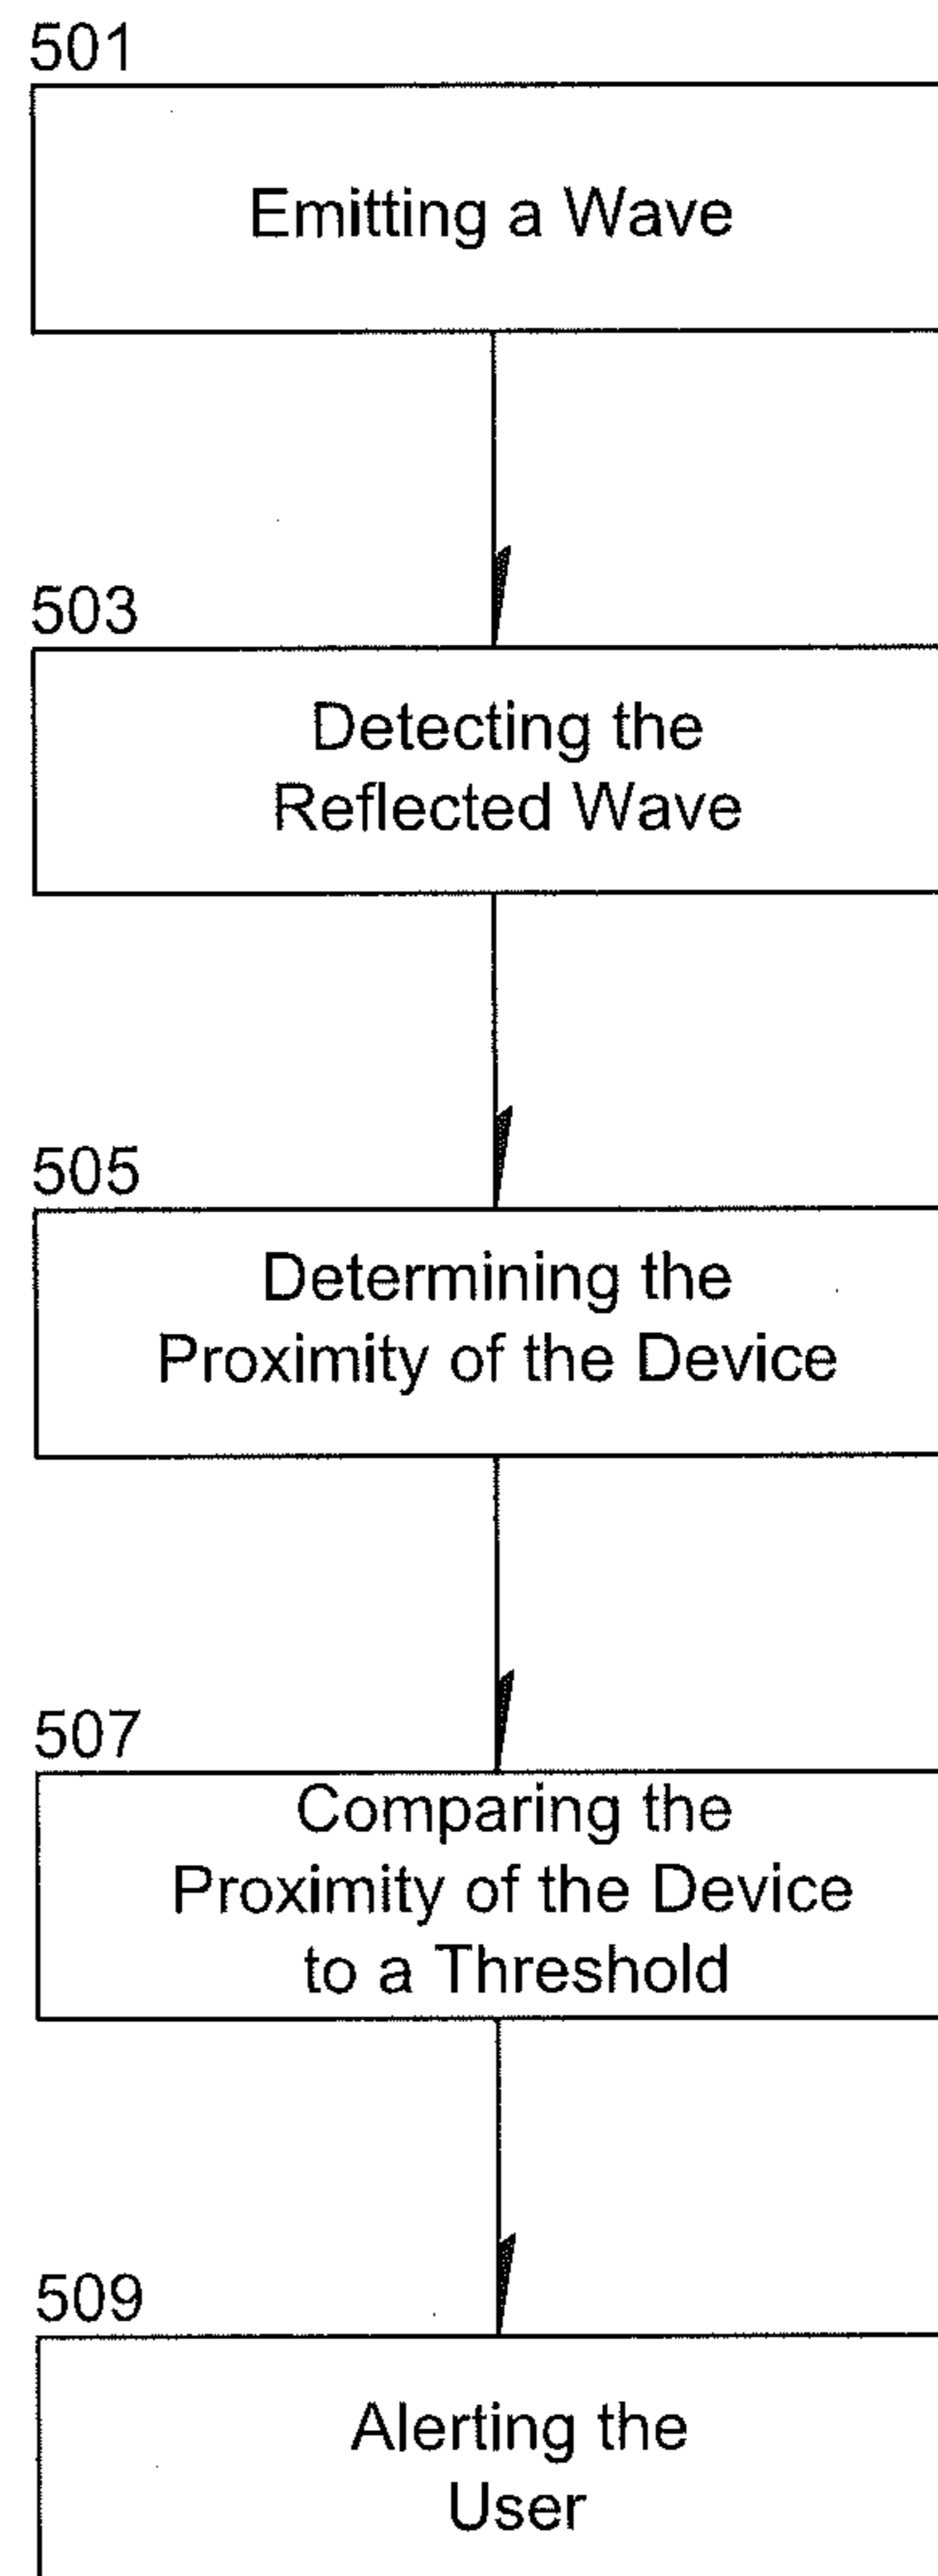 501
Emitting a Wave
503
Detecting the
Reflected Wave
505
Determining the
Proximity of the Device
507
Comparing the
Proximity of the Device
to a Threshold
509
Alerting the
User